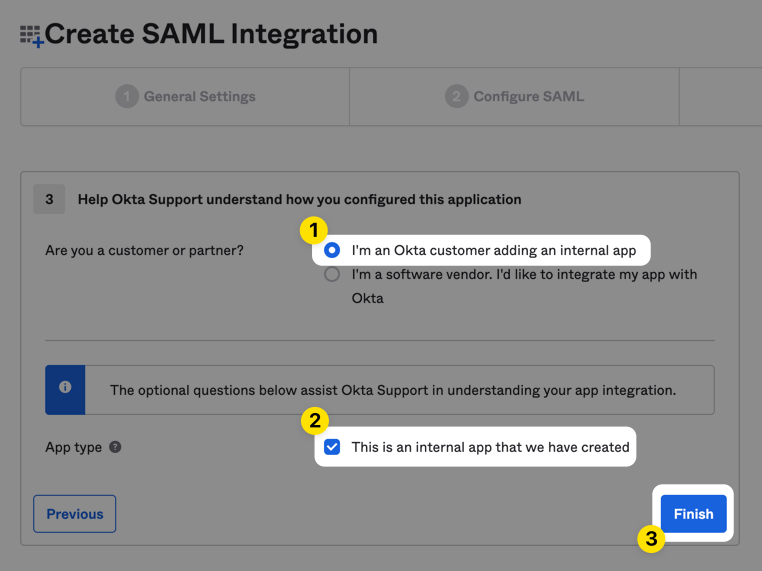 Create SAML Integration
1 General Settings
2 Configure SAML
3 Help Okta Support understand how you configured this application
1
Are you a customer or partner?
I'm an Okta customer adding an internal app
I'm a software vendor. I'd like to integrate my app with
Okta
i The optional questions below assist Okta Support in understanding your app integration.
2
App type ?
This is an internal app that we have created
Previous
Finish
3